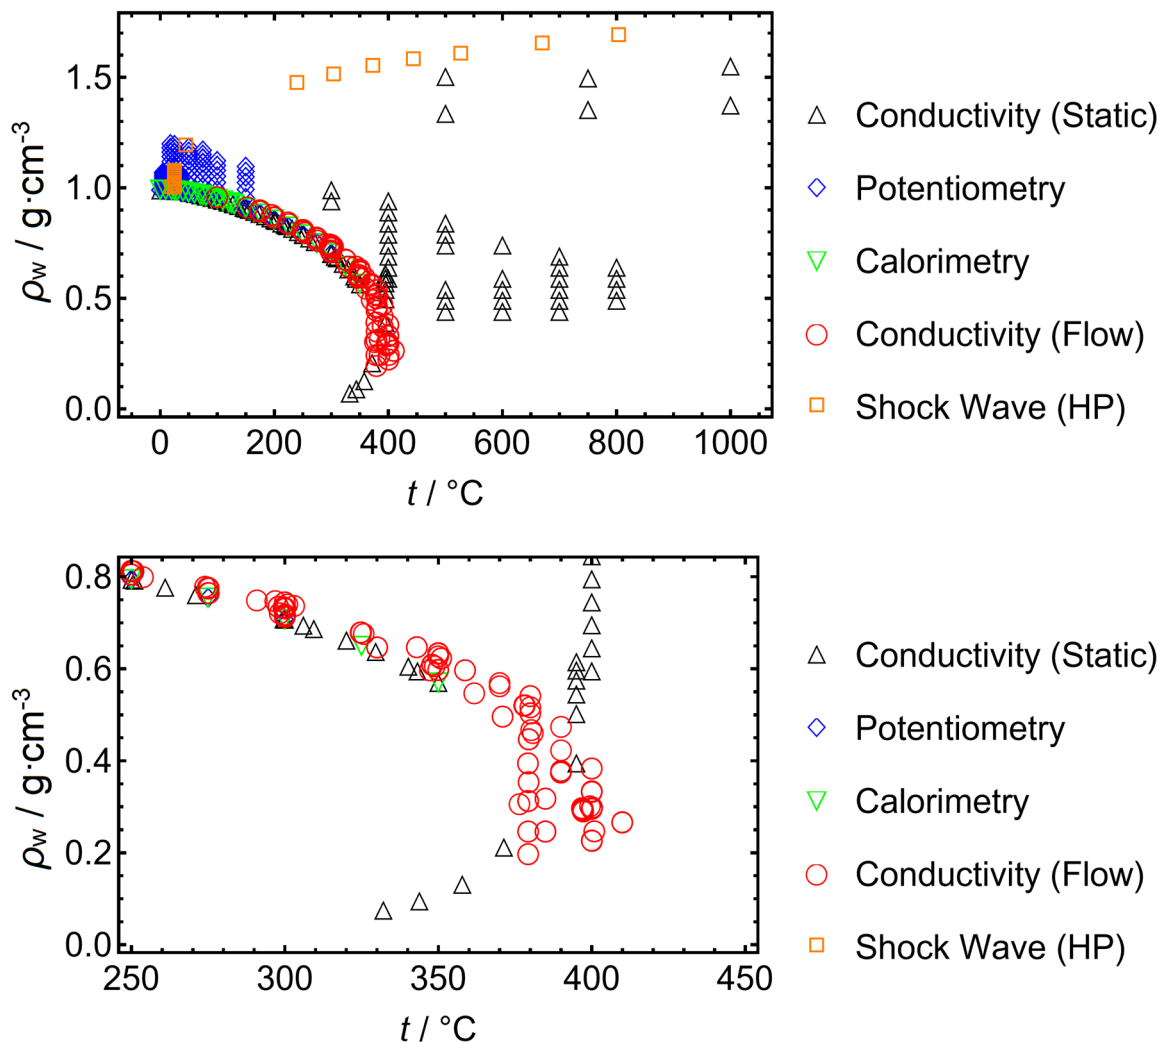 ρw / g·cm-3
1.5
1.0
0.5
0.0
0 200 400 600 800 1000
t / °C
Conductivity (Static)
Potentiometry
Calorimetry
Conductivity (Flow)
Shock Wave (HP)
ρw / g·cm-3
0.8
0.6
0.4
0.2
0.0
250 300 350 400 450
t / °C
Conductivity (Static)
Potentiometry
Calorimetry
Conductivity (Flow)
Shock Wave (HP)